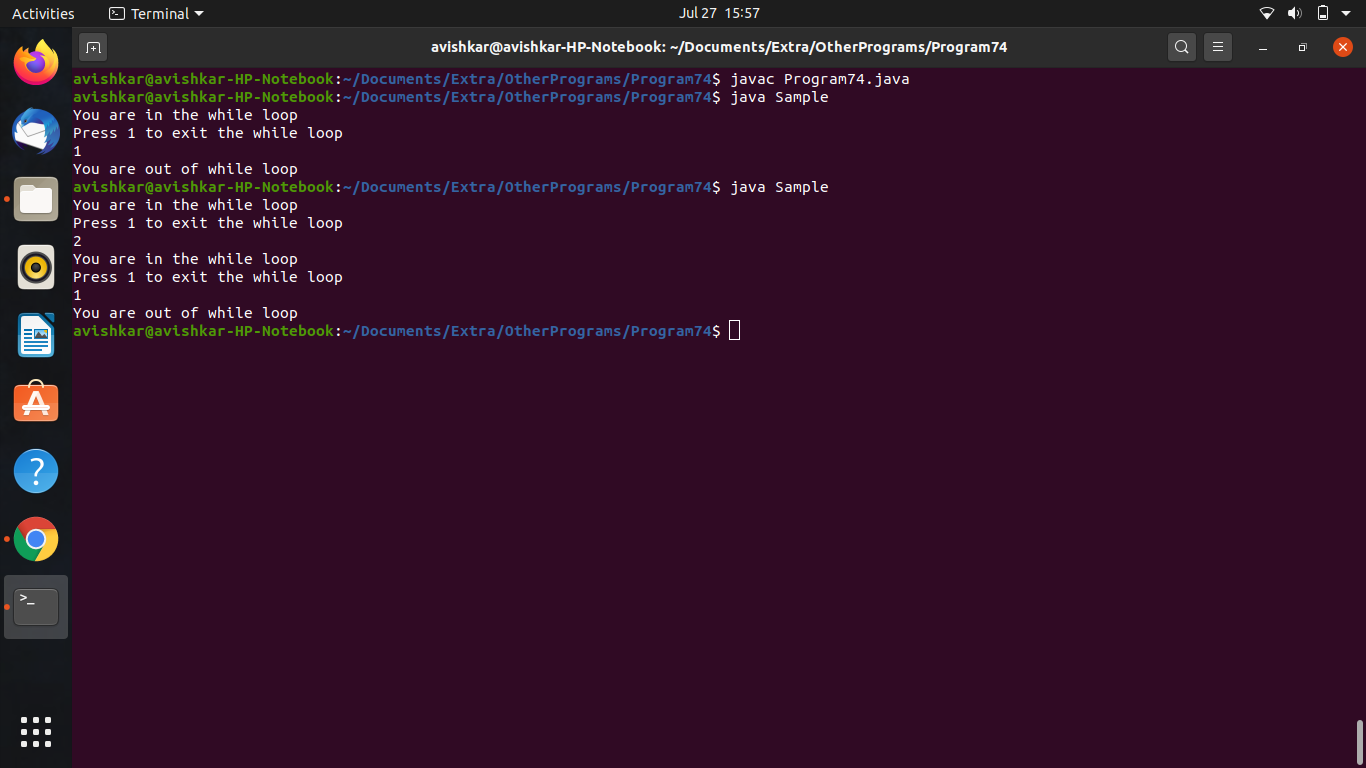 Activities
Terminal
Jul 27 15:57
avishkar@avishkar-HP-Notebook: ~/Documents/Extra/OtherPrograms/Program74
avishkar@avishkar-HP-Notebook:~/Documents/Extra/OtherPrograms/Program74$ javac Program74.java
avishkar@avishkar-HP-Notebook:~/Documents/Extra/OtherPrograms/Program74$ java Sample
You are in the while loop
Press 1 to exit the while loop
1
You are out of while loop
avishkar@avishkar-HP-Notebook:~/Documents/Extra/OtherPrograms/Program74$ java Sample
You are in the while loop
Press 1 to exit the while loop
2
You are in the while loop
Press 1 to exit the while loop
1
You are out of while loop
avishkar@avishkar-HP-Notebook:~/Documents/Extra/OtherPrograms/Program74$